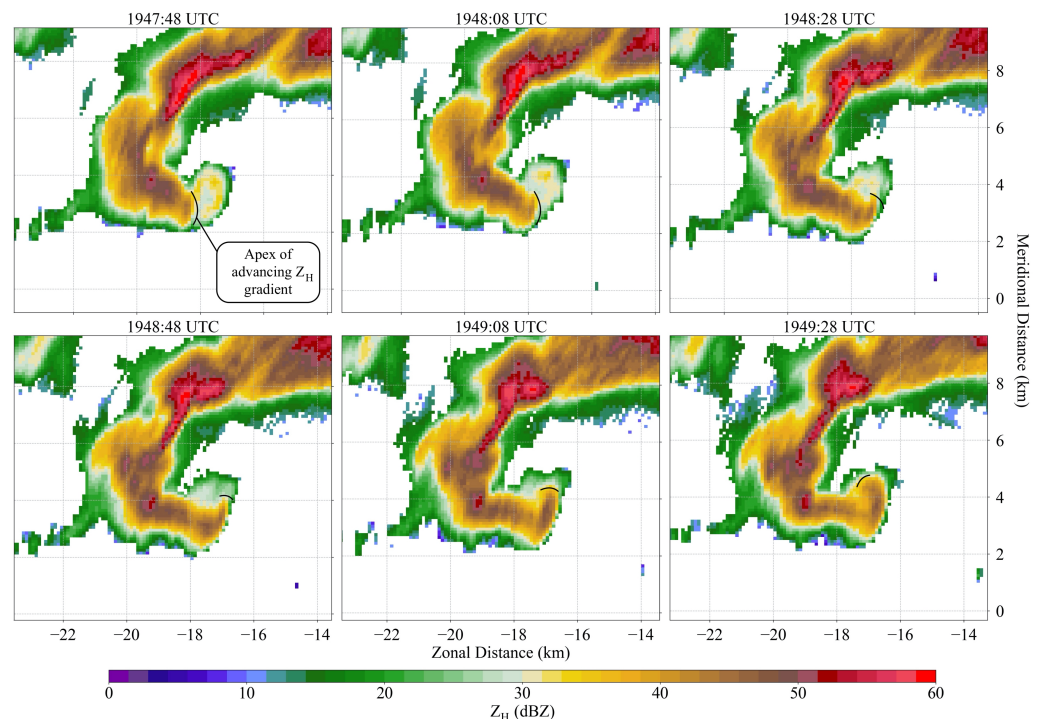 1947:48 UTC
1948:08 UTC
1948:28 UTC
8
6
4
2
0
Apex of
advancing ZH
gradient
Meridional Distance (km)
1948:48 UTC
1949:08 UTC
1949:28 UTC
8
6
4
2
0
−22 −20 −18 −16 −14
−22 −20 −18 −16 −14
−22 −20 −18 −16 −14
Zonal Distance (km)
0 10 20 30 40 50 60
ZH (dBZ)